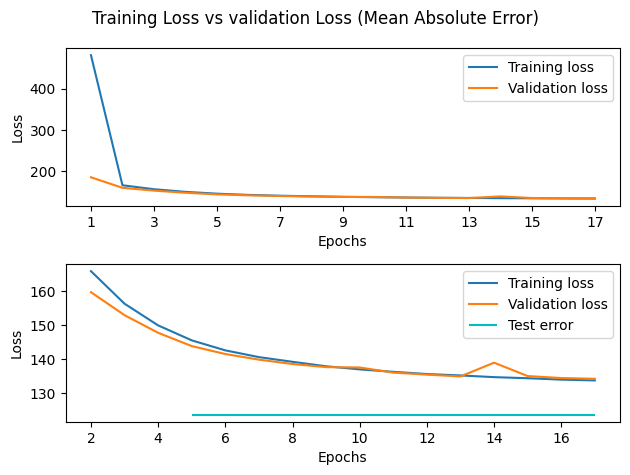 Training Loss vs validation Loss (Mean Absolute Error)
Training loss
Validation loss
400
300
200
Loss
1 3 5 7 9 11 13 15 17
Epochs
Training loss
Validation loss
Test error
160
150
140
130
Loss
2 4 6 8 10 12 14 16
Epochs